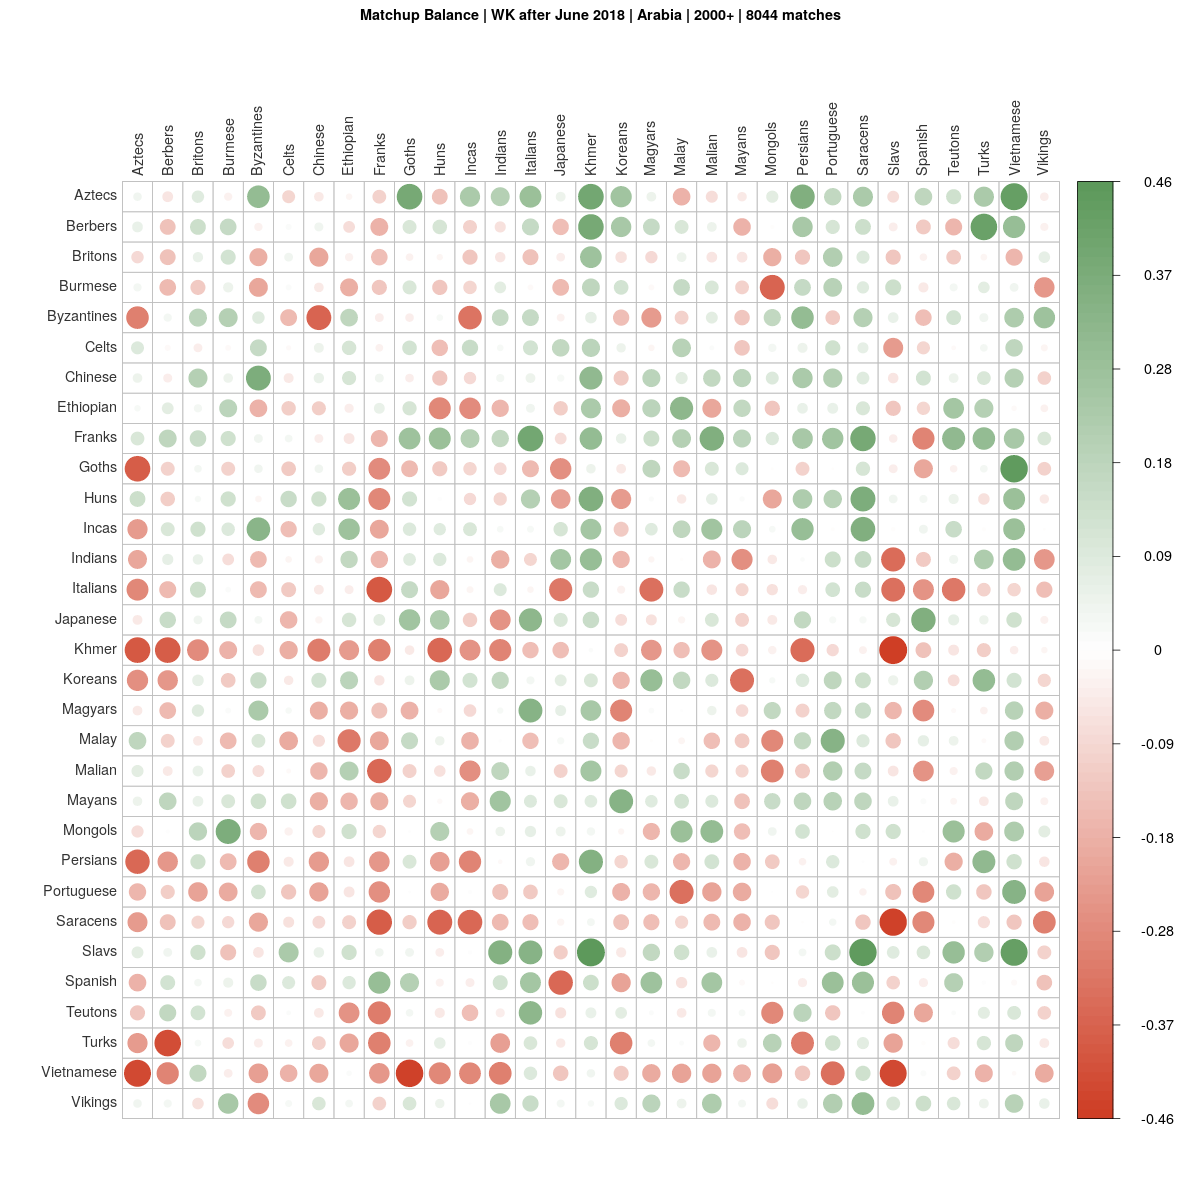 Matchup Balance | WK after June 2018 | Arabia | 2000+ | 8044 matches
Aztecs
Berbers
Britons
Burmese
Byzantines
Celts
Chinese
Ethiopian
Franks
Goths
Huns
Incas
Indians
Italians
Japanese
Khmer
Koreans
Magyars
Malay
Malian
Mayans
Mongols
Persians
Portuguese
Saracens
Slavs
Spanish
Teutons
Turks
Vietnamese
Vikings
Aztecs
Berbers
Britons
Burmese
Byzantines
Celts
Chinese
Ethiopian
Franks
Goths
Huns
Incas
Indians
Italians
Japanese
Khmer
Koreans
Magyars
Malay
Malian
Mayans
Mongols
Persians
Portuguese
Saracens
Slavs
Spanish
Teutons
Turks
Vietnamese
Vikings
0.46
0.37
0.28
0.18
0.09
0
-0.09
-0.18
-0.28
-0.37
-0.46